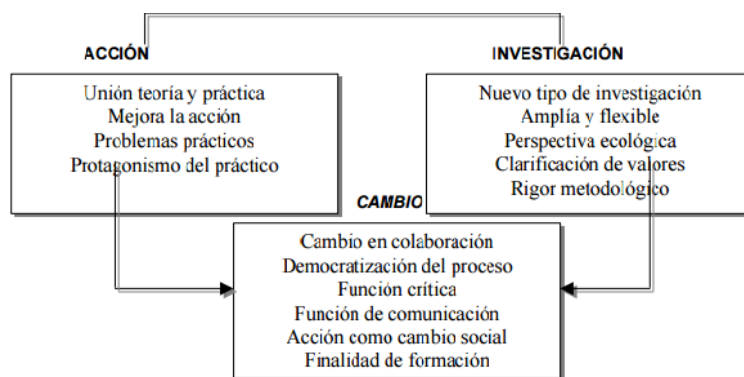 ACCIÓN
Unión teoría y práctica
Mejora la acción
Problemas prácticos
Protagonismo del práctico
INVESTIGACIÓN
Nuevo tipo de investigación
Amplía y flexible
Perspectiva ecológica
Clarificación de valores
Rigor metodológico
CAMBIO
Cambio en colaboración
Democratización del proceso
Función crítica
Función de comunicación
Acción como cambio social
Finalidad de formación